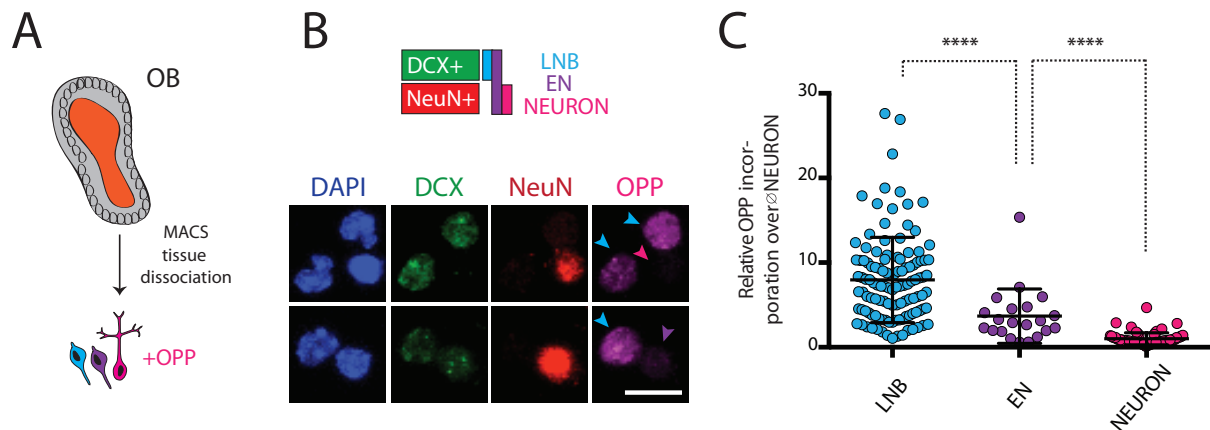 A
OB
MACS
tissue
dissociation
+OPP
B
DCX+
NeuN+
LNB
EN
NEURON
DAPI
DCX
NeuN
OPP
C
Relative OPP incor-
poration over⌀NEURON
****
****
30
20
10
0
LNB
EN
NEURON